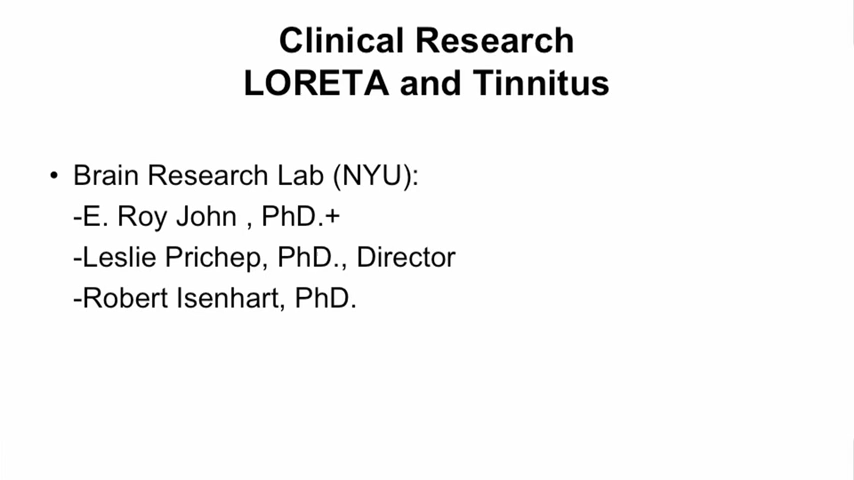 Clinical Research
LORETA and Tinnitus
• Brain Research Lab (NYU):
-E. Roy John , PhD.+
-Leslie Prichep, PhD., Director
-Robert Isenhart, PhD.